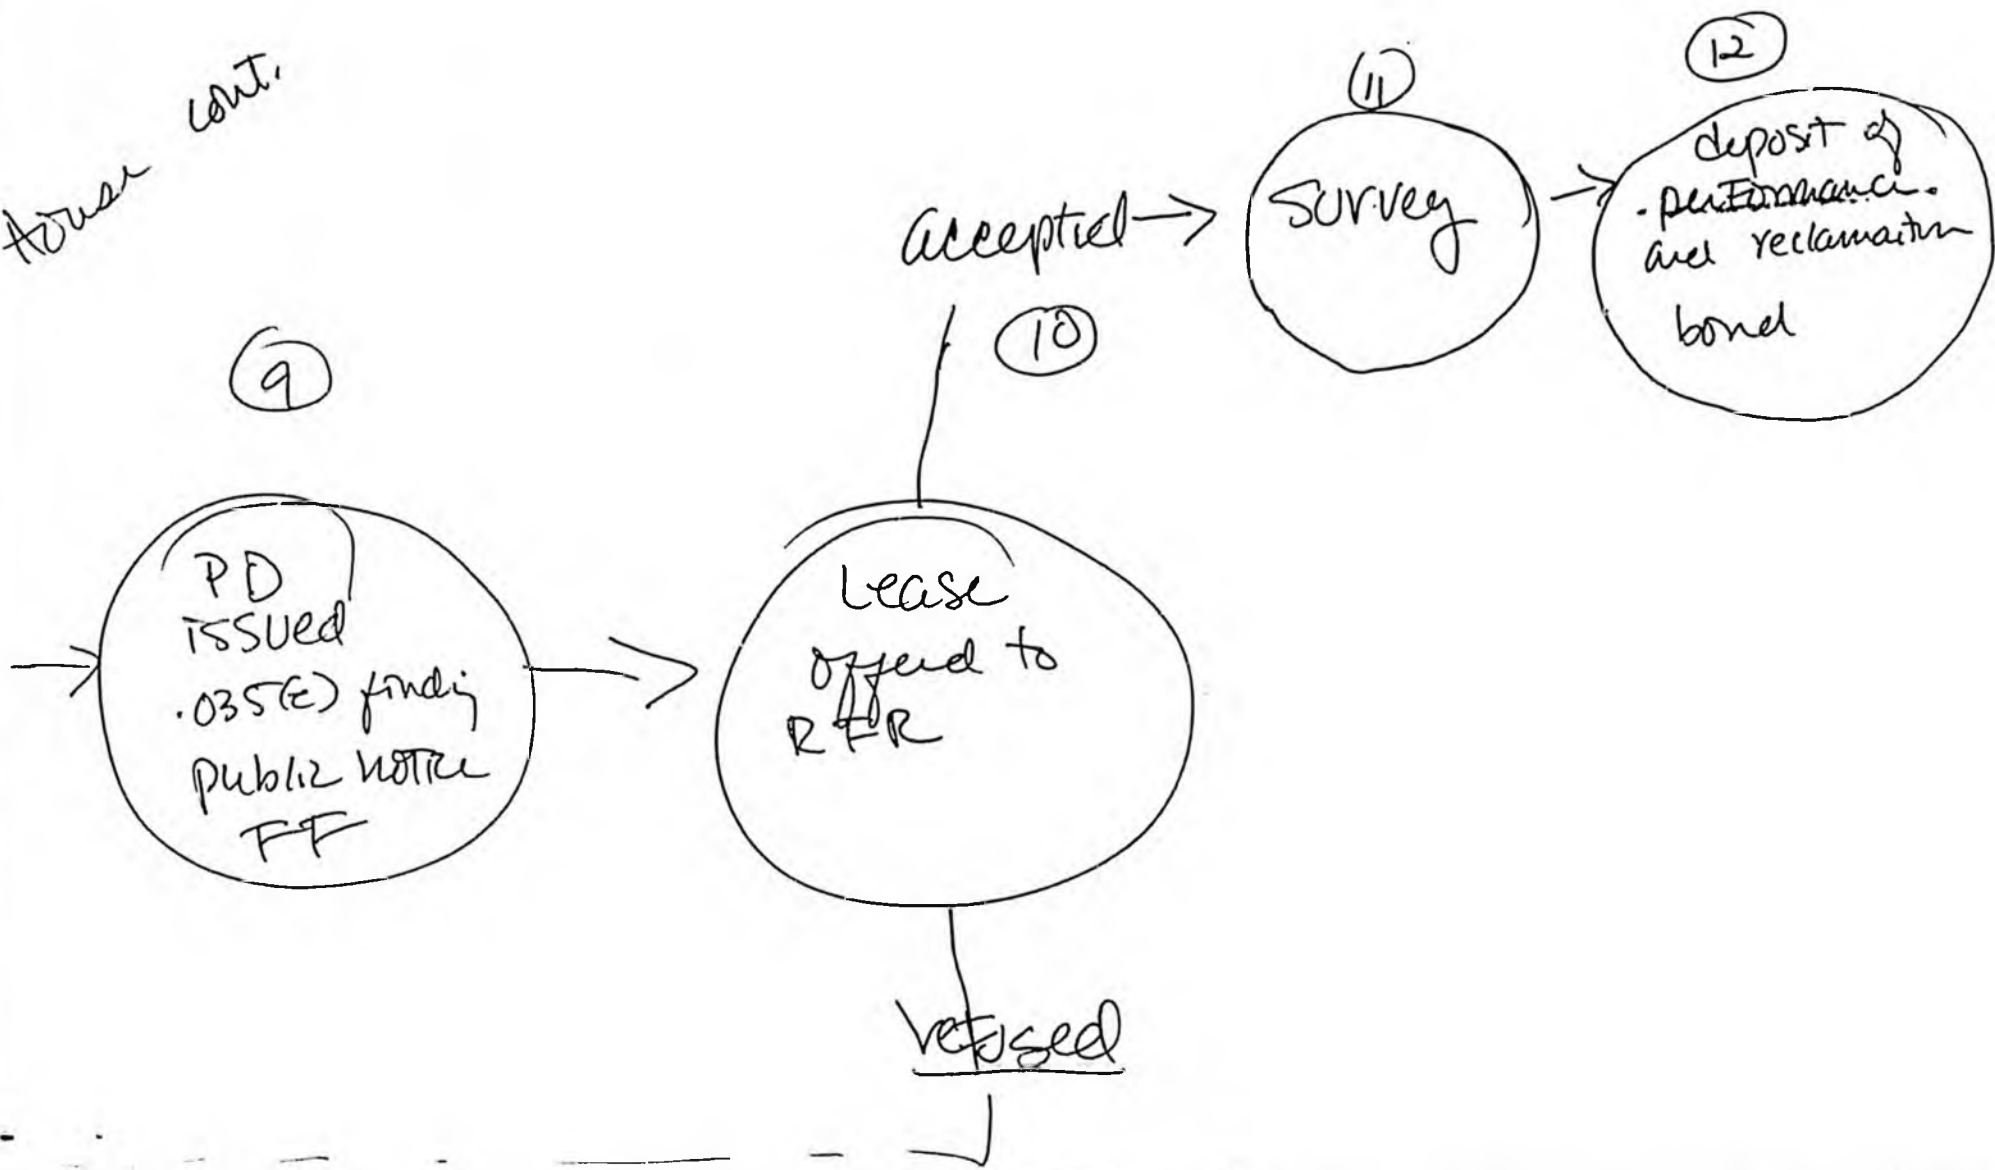 House cont.
9
PD
issued
.035(E) finding
public notice
FF
Lease
offered to
RFR
10
accepted
refused
11
survey
12
deposit of
performance
and reclamation
bond